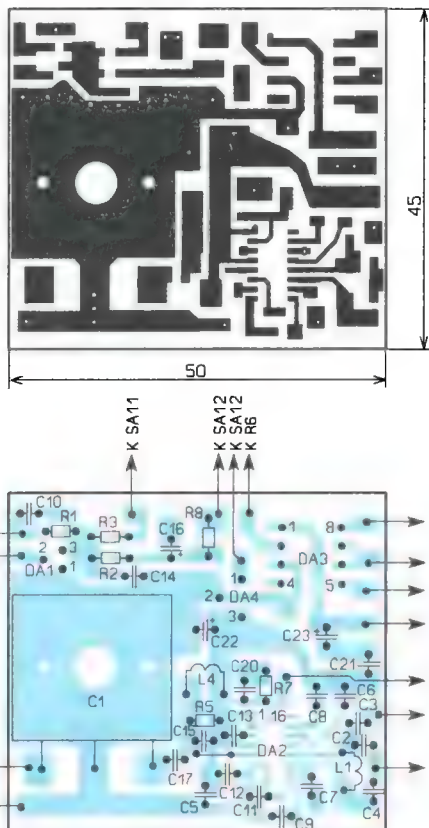 45
50
К SA11
К SA12
К SA12
К R6
C10
R1
R3
C16
R8
1
8
2
3
DA1
1
R2
C14
1
DA4
DA3
4
5
2
3
C22
C23
C21
C1
L4
C20
R7
C8
C6
R5
C13
1
16
C3
C15
DA2
C2
C17
C12
L1
C5
C11
C7
C4
C9